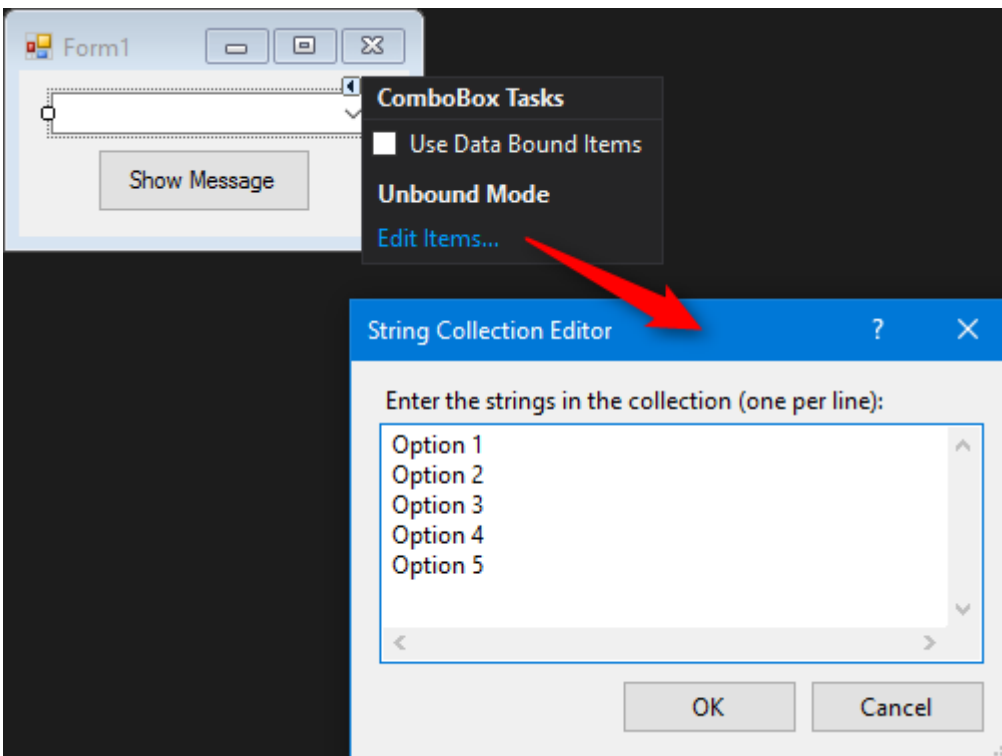 Form1
Show Message
ComboBox Tasks
Use Data Bound Items
Unbound Mode
Edit Items...
String Collection Editor
?
Enter the strings in the collection (one per line):
Option 1
Option 2
Option 3
Option 4
Option 5
OK
Cancel